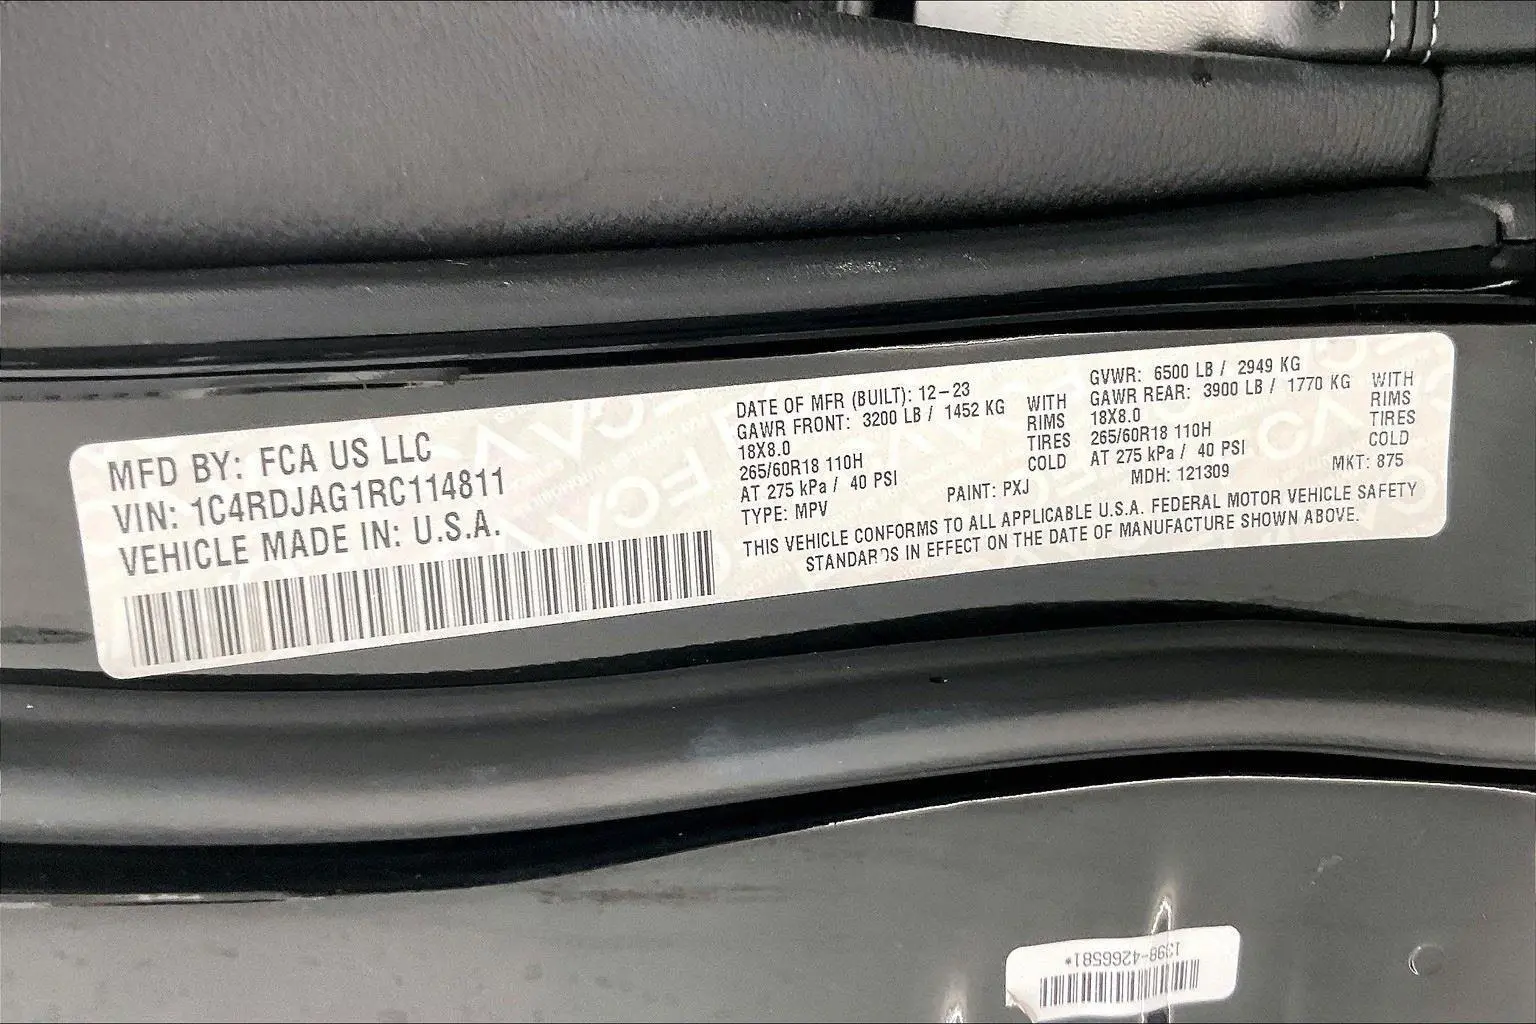 MFD BY: FCA US LLC
VIN: 1C4RDJAG1RC114811
VEHICLE MADE IN: U.S.A.
DATE OF MFR (BUILT): 12-23
GAWR FRONT: 3200 LB / 1452 KG WITH
18X8.0 RIMS
265/60R18 110H TIRES
AT 275 kPa / 40 PSI COLD
TYPE: MPV
PAINT: PXJ
GVWR: 6500 LB / 2949 KG
GAWR REAR: 3900 LB / 1770 KG WITH
18X8.0 RIMS
265/60R18 110H TIRES
AT 275 kPa / 40 PSI COLD
MDH: 121309 MKT: 875
THIS VEHICLE CONFORMS TO ALL APPLICABLE U.S.A. FEDERAL MOTOR VEHICLE SAFETY
STANDARDS IN EFFECT ON THE DATE OF MANUFACTURE SHOWN ABOVE.
1398-4266581*